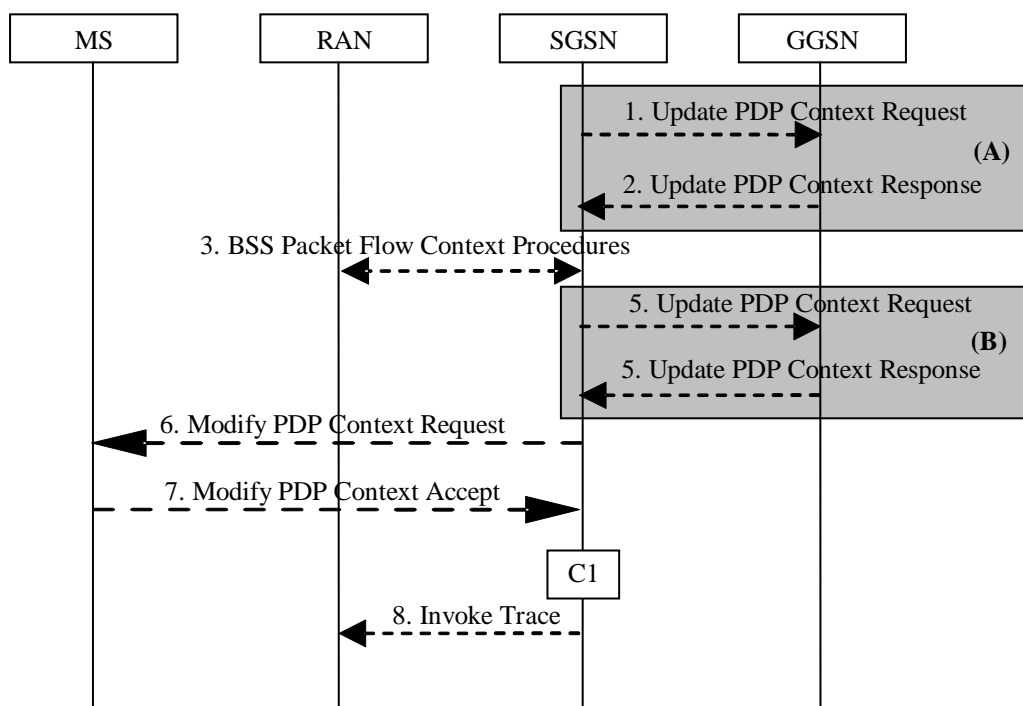 MS
RAN
SGSN
GGSN
1. Update PDP Context Request
(A)
2. Update PDP Context Response
3. BSS Packet Flow Context Procedures
5. Update PDP Context Request
(B)
5. Update PDP Context Response
6. Modify PDP Context Request
7. Modify PDP Context Accept
C1
8. Invoke Trace